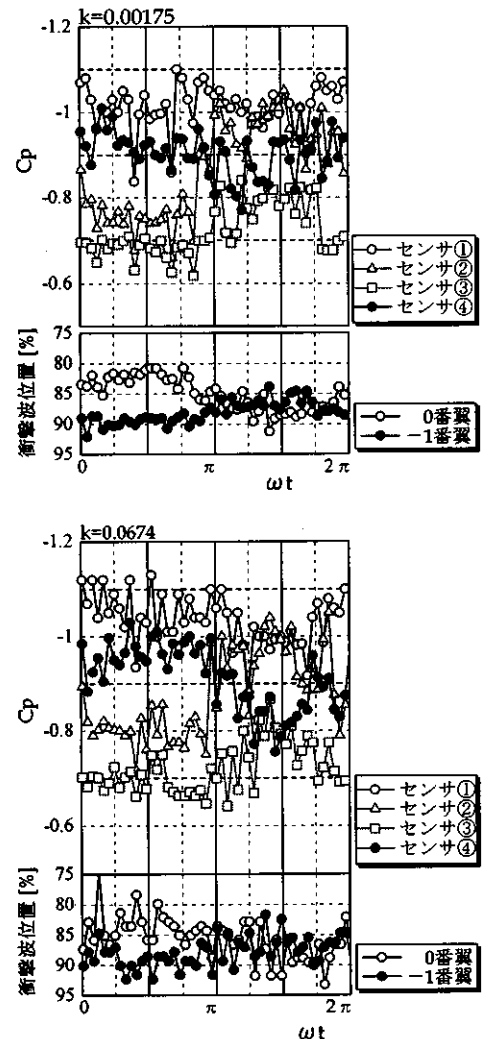 k=0.00175
-1.2
-1
-0.8
-0.6
Cp
センサ①
センサ②
センサ③
センサ④
75
80
85
90
95
衝撃波位置 [%]
0番翼
−1番翼
0
π
2π
ωt
k=0.0674
-1.2
-1
-0.8
-0.6
Cp
センサ①
センサ②
センサ③
センサ④
75
80
85
90
95
衝撃波位置 [%]
0番翼
−1番翼
0
π
2π
ωt